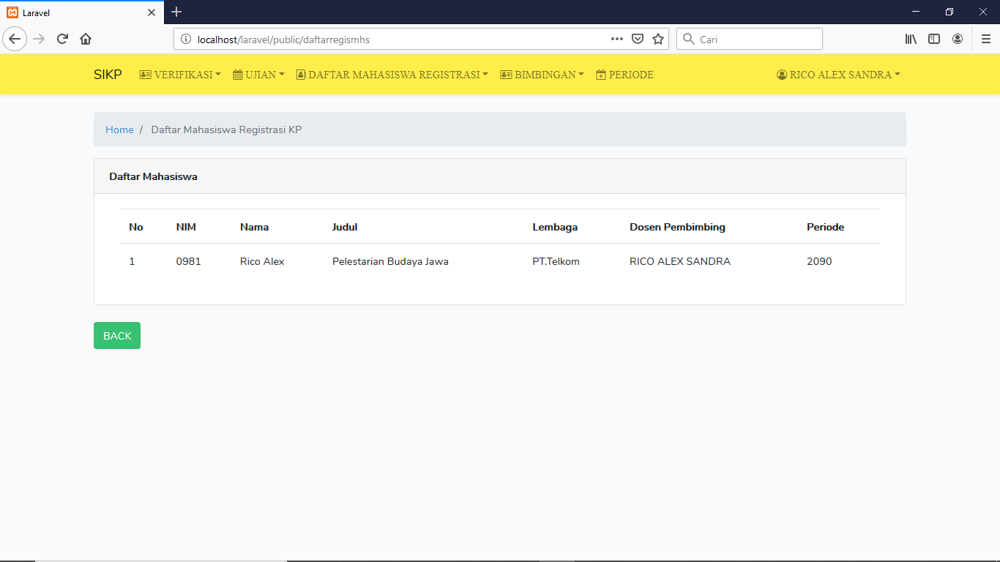 Laravel
localhost/laravel/public/daftarregismhs
Cari
SIKP VERIFIKASI UJIAN DAFTAR MAHASISWA REGISTRASI BIMBINGAN PERIODE RICO ALEX SANDRA
Home / Daftar Mahasiswa Registrasi KP
Daftar Mahasiswa
No NIM Nama Judul Lembaga Dosen Pembimbing Periode
1 0981 Rico Alex Pelestarian Budaya Jawa PT.Telkom RICO ALEX SANDRA 2090
BACK